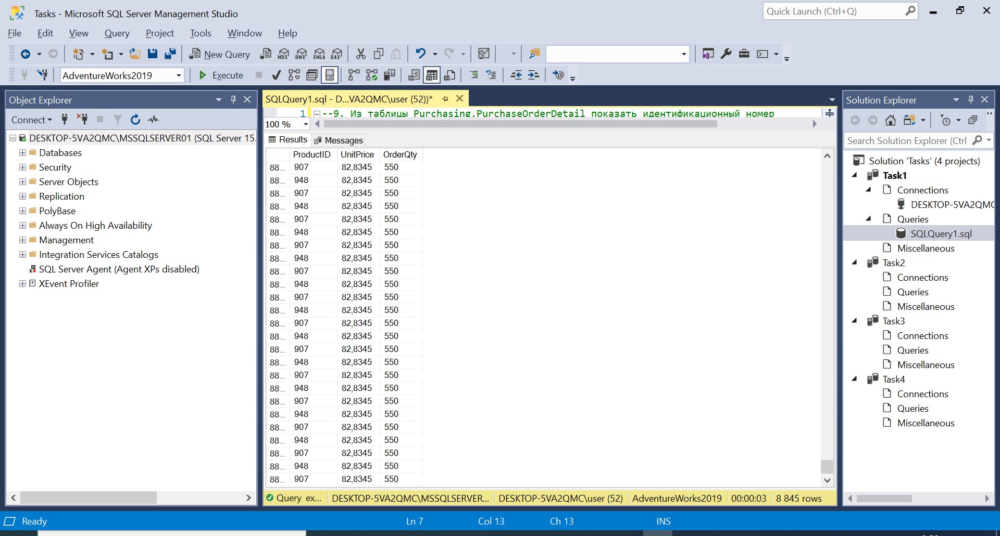 Tasks - Microsoft SQL Server Management Studio
Quick Launch (Ctrl+Q)
File Edit View Query Project Tools Window Help
New Query MDX DMX XMLA DAX
AdventureWorks2019 Execute
Object Explorer
Connect
DESKTOP-5VA2QMC\MSSQLSERVER01 (SQL Server 15.
Databases
Security
Server Objects
Replication
PolyBase
Always On High Availability
Management
Integration Services Catalogs
SQL Server Agent (Agent XPs disabled)
XEvent Profiler
SQLQuery1.sql - D...VA2QMC\user (52))*
1 --9. Из таблицы Purchasing.PurchaseOrderDetail показать идентификационный номер
100 %
Results Messages
ProductID UnitPrice OrderQty
88... 907 82,8345 550
88... 948 82,8345 550
88... 907 82,8345 550
88... 948 82,8345 550
88... 907 82,8345 550
88... 948 82,8345 550
88... 907 82,8345 550
88... 948 82,8345 550
88... 907 82,8345 550
88... 948 82,8345 550
88... 907 82,8345 550
88... 948 82,8345 550
88... 907 82,8345 550
88... 948 82,8345 550
88... 907 82,8345 550
88... 948 82,8345 550
88... 907 82,8345 550
88... 948 82,8345 550
88... 907 82,8345 550
88... 948 82,8345 550
88... 907 82,8345 550
88... 948 82,8345 550
88... 907 82,8345 550
88... 948 82,8345 550
88... 907 82,8345 550
Query ex... DESKTOP-5VA2QMC\MSSQLSERVER... DESKTOP-5VA2QMC\user (52) AdventureWorks2019 00:00:03 8 845 rows
Solution Explorer
Search Solution Explorer (Ctrl
Solution 'Tasks' (4 projects)
Task1
Connections
DESKTOP-5VA2QMC
Queries
SQLQuery1.sql
Miscellaneous
Task2
Connections
Queries
Miscellaneous
Task3
Connections
Queries
Miscellaneous
Task4
Connections
Queries
Miscellaneous
Ready Ln 7 Col 13 Ch 13 INS